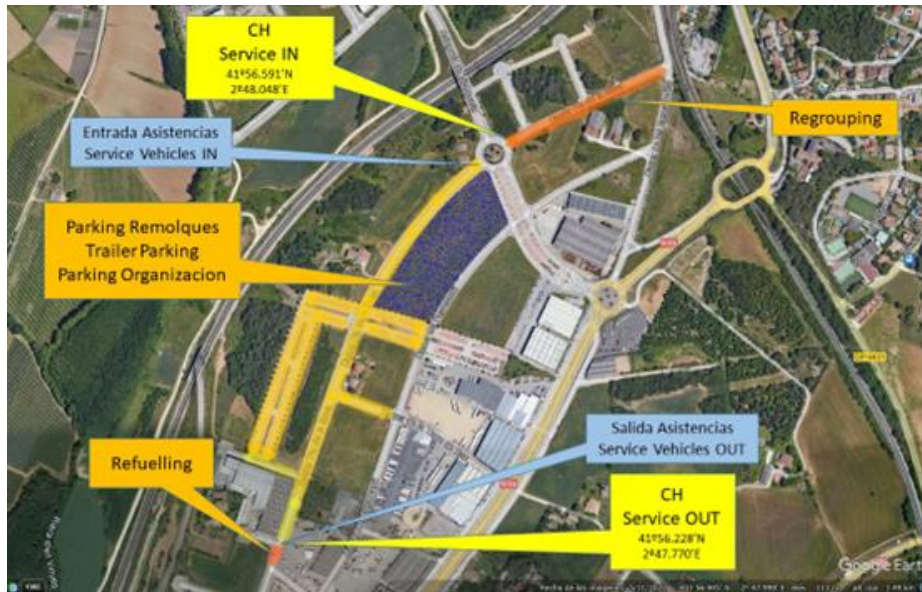 CH
Service IN
41º56.591’N
2º48.048’E
Entrada Asistencias
Service Vehicles IN
Regrouping
Parking Remolques
Trailer Parking
Parking Organizacion
Refuelling
Salida Asistencias
Service Vehicles OUT
CH
Service OUT
41º56.228’N
2º47.770’E
Google Eart